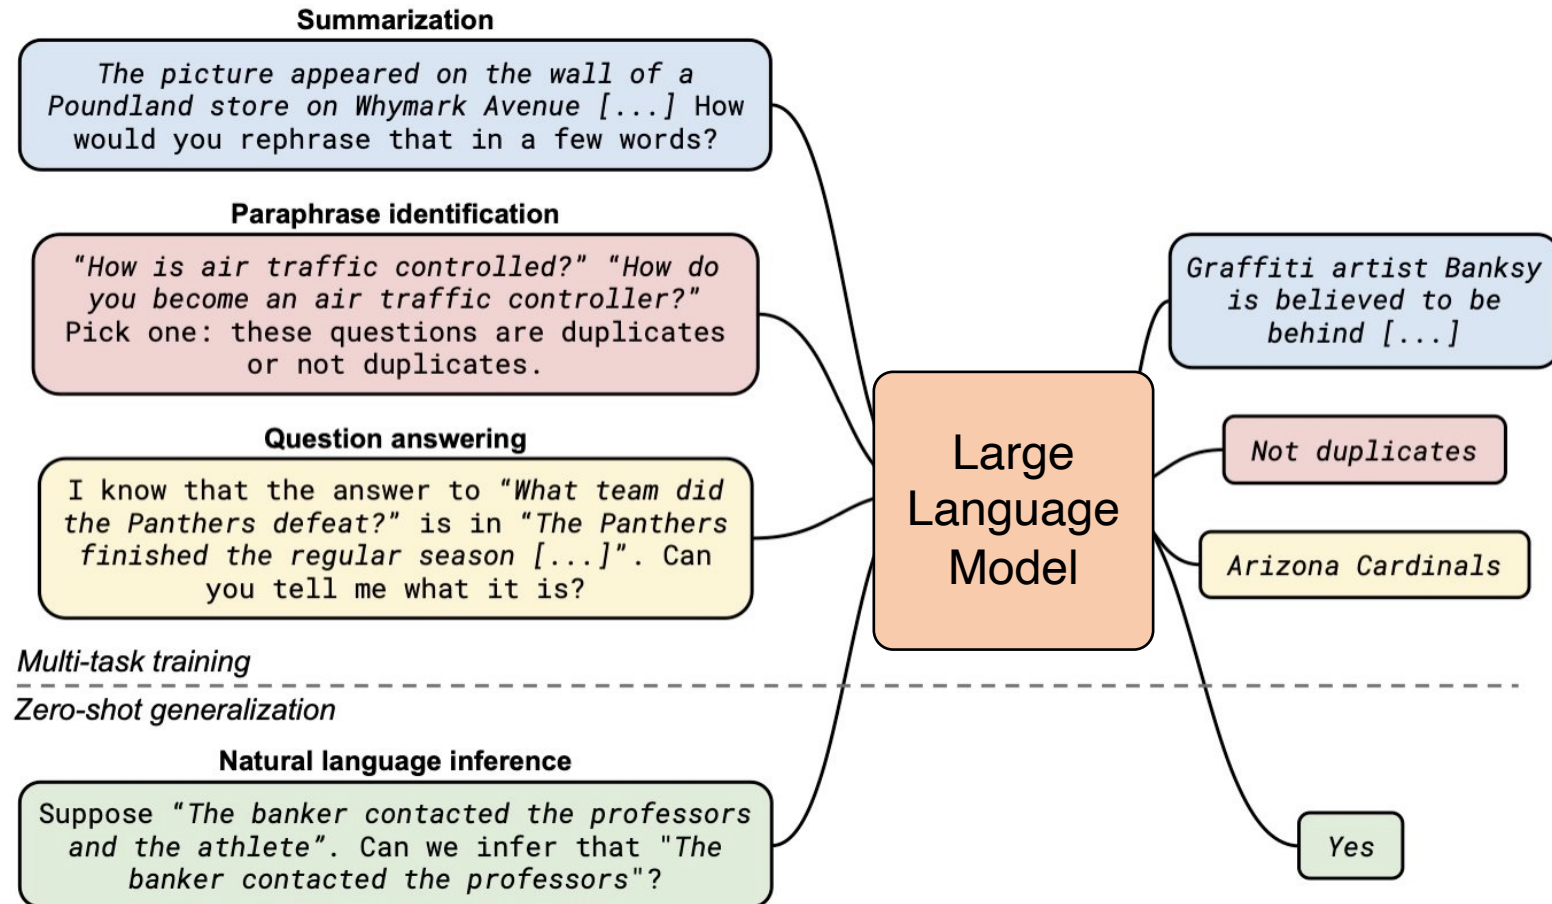 Summarization
The picture appeared on the wall of a
Poundland store on Whymark Avenue [...] How
would you rephrase that in a few words?
Paraphrase identification
“How is air traffic controlled?” “How do
you become an air traffic controller?”
Pick one: these questions are duplicates
or not duplicates.
Question answering
I know that the answer to “What team did
the Panthers defeat?” is in “The Panthers
finished the regular season [...]”. Can
you tell me what it is?
Multi-task training
Zero-shot generalization
Natural language inference
Suppose “The banker contacted the professors
and the athlete”. Can we infer that "The
banker contacted the professors"?
Large
Language
Model
Graffiti artist Banksy
is believed to be
behind [...]
Not duplicates
Arizona Cardinals
Yes